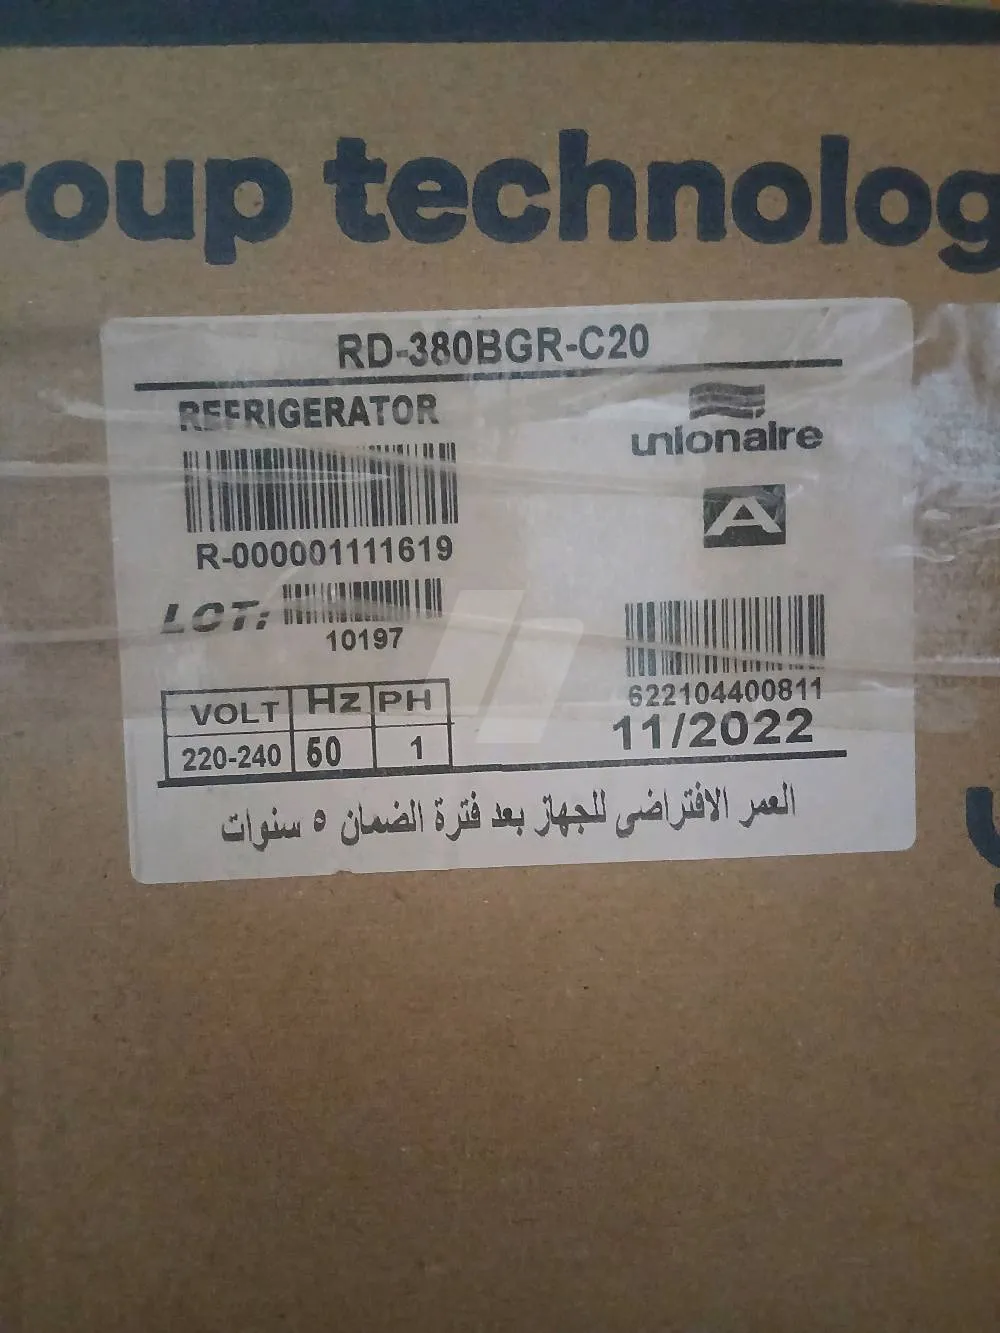 roup technolog
RD-380BGR-C20
REFRIGERATOR
unionaire
A
R-000001111619
LOT:
10197
622104400811
11/2022
VOLT Hz PH
220-240 50 1
العمر الافتراضى للجهاز بعد فترة الضمان ٥ سنوات